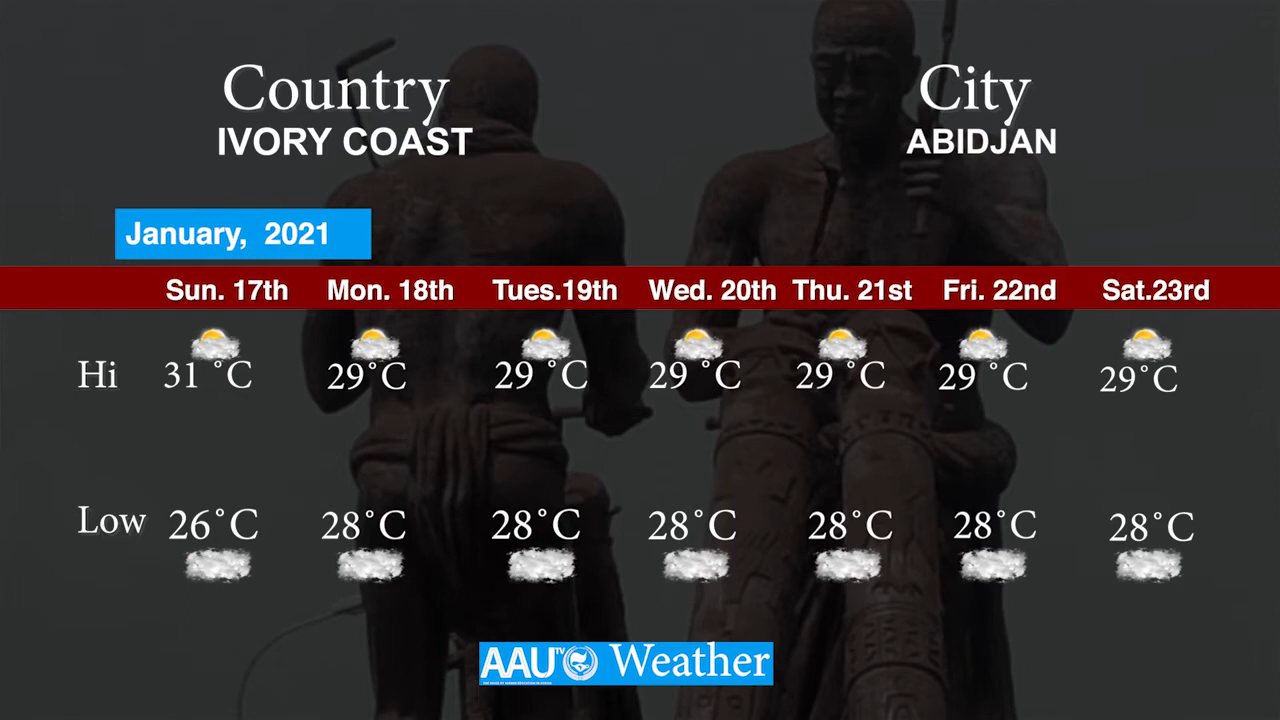 Country
IVORY COAST
City
ABIDJAN
January, 2021
Sun. 17th Mon. 18th Tues.19th Wed. 20th Thu. 21st Fri. 22nd Sat.23rd
Hi 31 °C 29°C 29 °C 29 °C 29 °C 29 °C 29°C
Low 26°C 28°C 28°C 28°C 28°C 28°C 28°C
AAU TV Weather